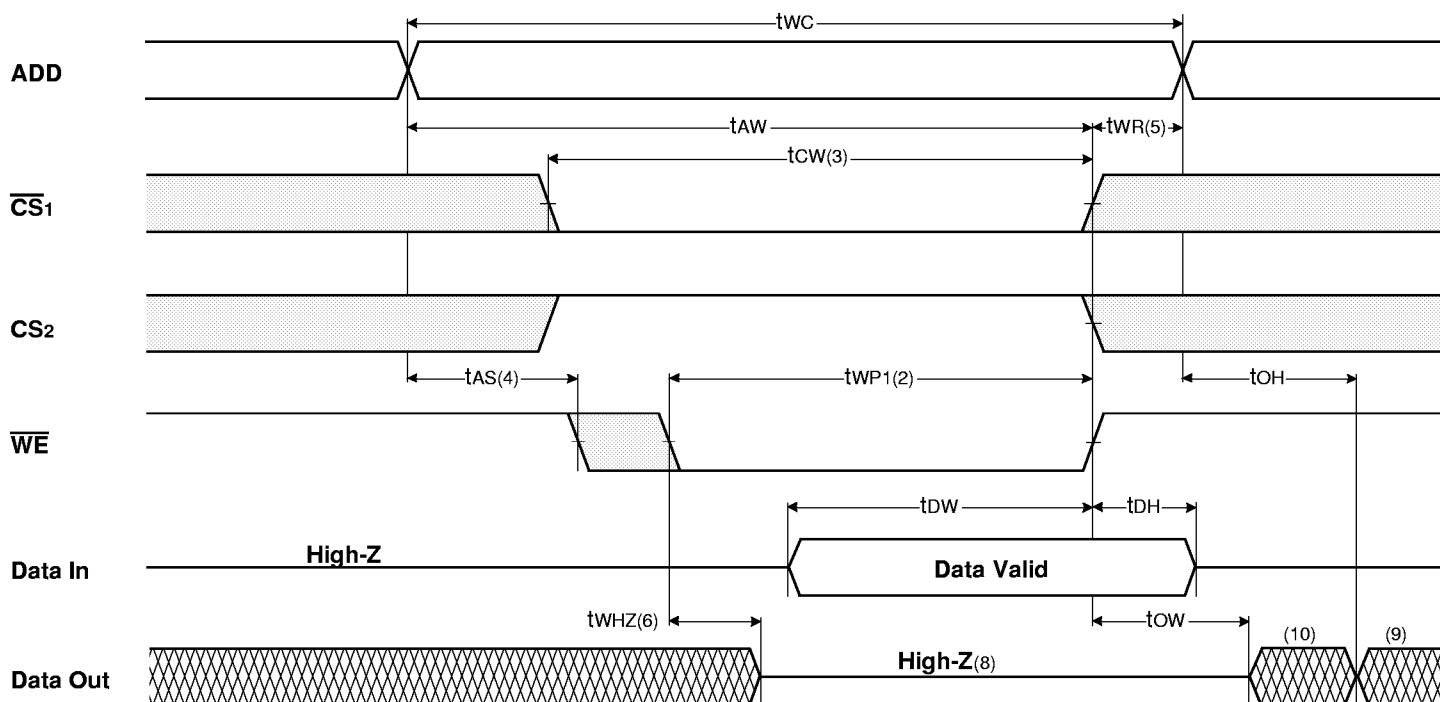 tWC
ADD
tAW tWR(5)
tCW(3)
CS1
CS2
tAS(4) tWP1(2) tOH
WE
tDW tDH
High-Z
Data In Data Valid
tWHZ(6) tOW (10) (9)
High-Z(8)
Data Out